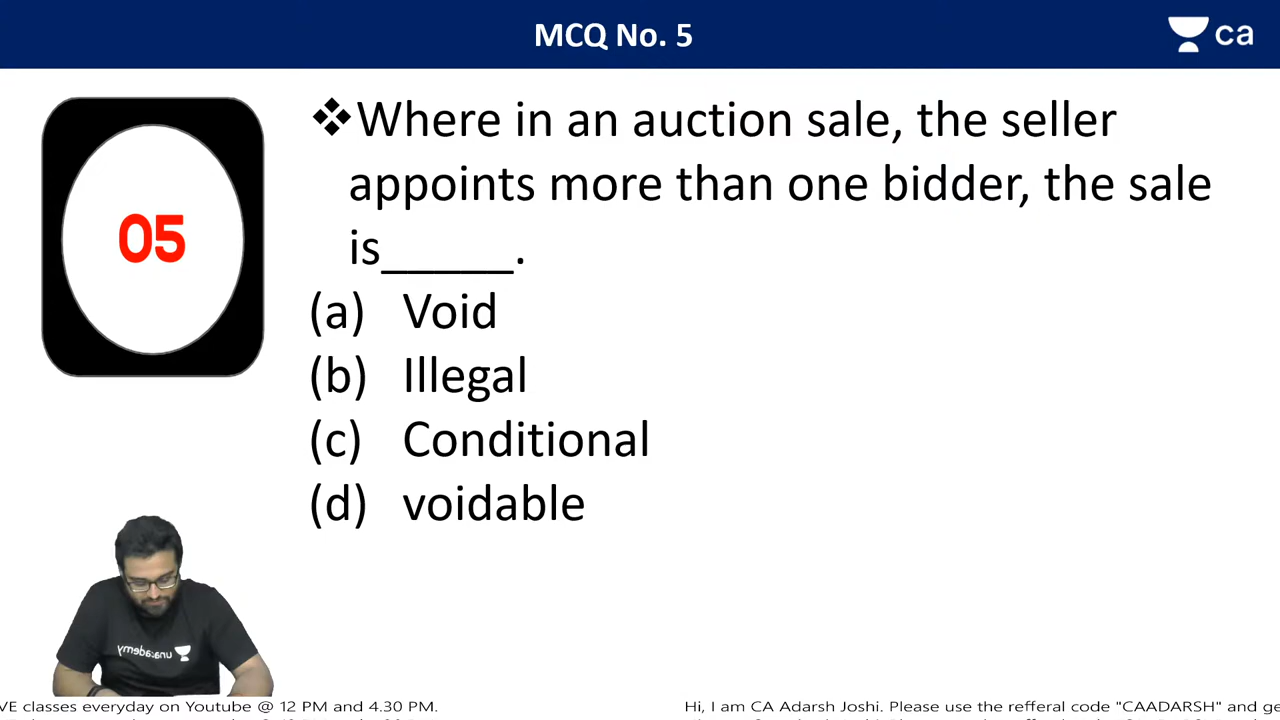 MCQ No. 5
ca
❖Where in an auction sale, the seller
appoints more than one bidder, the sale
is_____.
05
(a) Void
(b) Illegal
(c) Conditional
(d) voidable
unacademy
VE classes everyday on Youtube @ 12 PM and 4.30 PM.
Hi, I am CA Adarsh Joshi. Please use the refferal code "CAADARSH" and ge